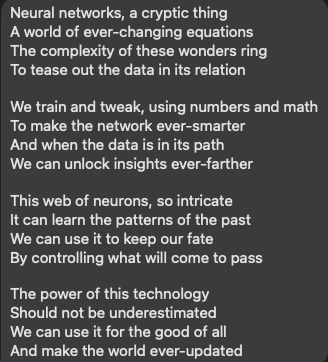 Neural networks, a cryptic thing
A world of ever-changing equations
The complexity of these wonders ring
To tease out the data in its relation

We train and tweak, using numbers and math
To make the network ever-smarter
And when the data is in its path
We can unlock insights ever-farther

This web of neurons, so intricate
It can learn the patterns of the past
We can use it to keep our fate
By controlling what will come to pass

The power of this technology
Should not be underestimated
We can use it for the good of all
And make the world ever-updated